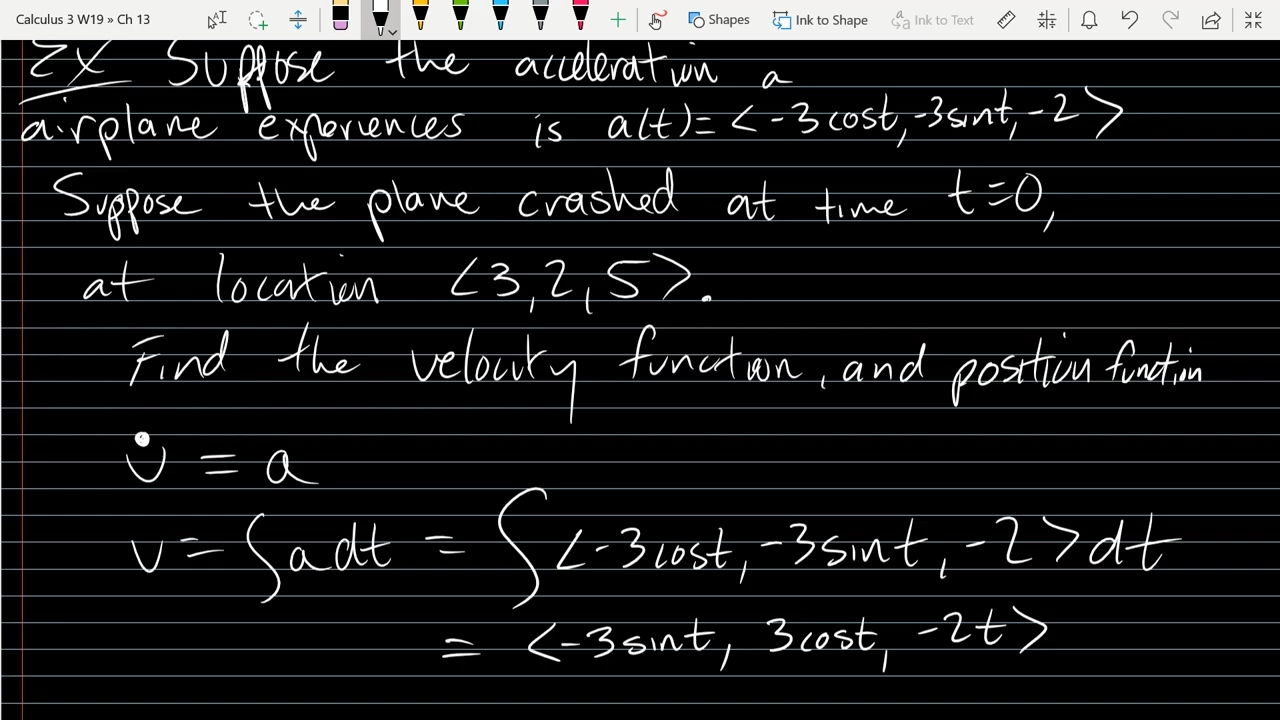 Calculus 3 W19 » Ch 13
Shapes Ink to Shape Ink to Text
EX Suppose the acceleration a
airplane experiences is a(t)=<-3cost,-3sint,-2>
Suppose the plane crashed at time t=0,
at location <3,2,5>.
Find the velocity function, and position function
v̇ = a
v = ∫adt = ∫<-3cost, -3sint, -2>dt
= <-3sint, 3cost, -2t>